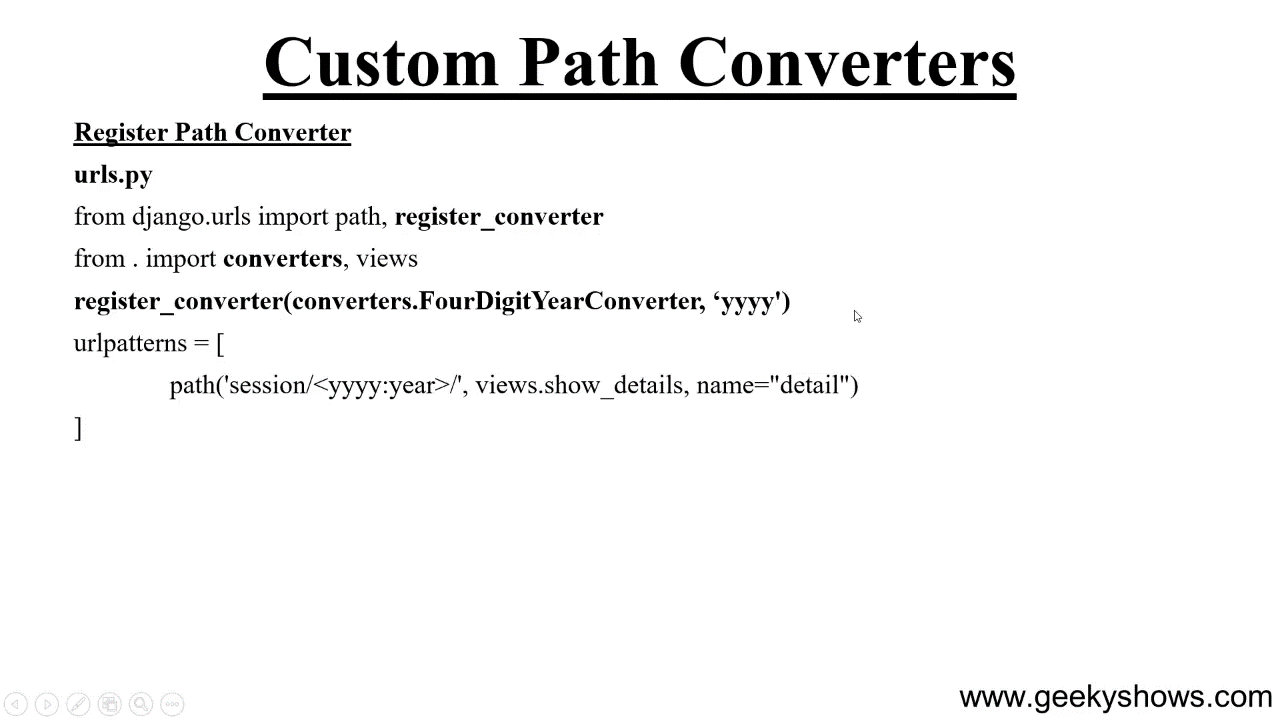 Custom Path Converters
Register Path Converter
urls.py
from django.urls import path, register_converter
from . import converters, views
register_converter(converters.FourDigitYearConverter, ‘yyyy')
urlpatterns = [
path('session/<yyyy:year>/', views.show_details, name="detail")
]
www.geekyshows.com